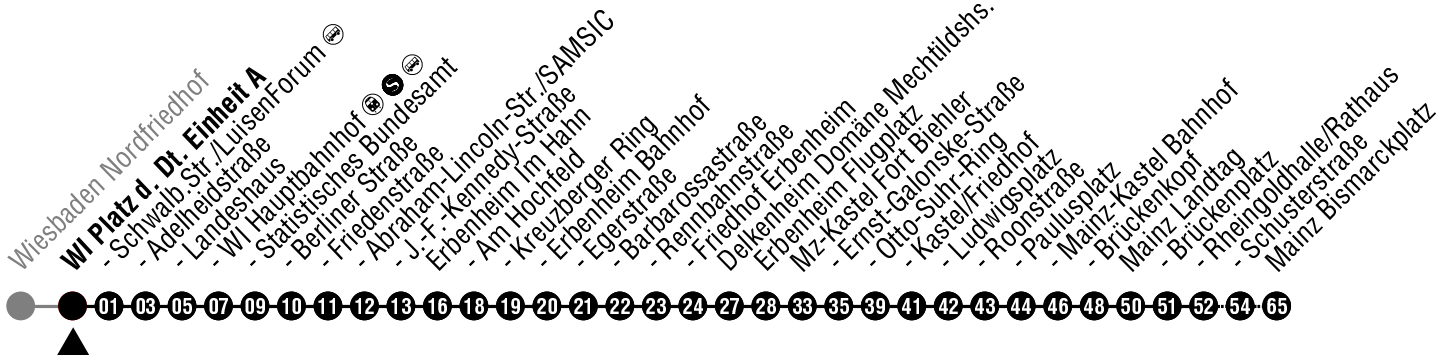 Wiesbaden Nordfriedhof
WI Platz d. Dt. Einheit A
- Schwalb.Str./LuisenForum
- Adelheidstraße
- Landeshaus
- WI Hauptbahnhof S
- Statistisches Bundesamt
- Berliner Straße
- Friedenstraße
- Abraham-Lincoln-Str./SAMSIC
- J.-F.-Kennedy-Straße
Erbenheim Im Hahn
- Am Hochfeld
- Kreuzberger Ring
- Erbenheim Bahnhof
- Egerstraße
- Barbarossastraße
- Rennbahnstraße
- Friedhof Erbenheim
Delkenheim Domäne Mechtildshs.
Erbenheim Flugplatz
Mz-Kastel Fort Biehler
- Ernst-Galonske-Straße
- Otto-Suhr-Ring
- Kastel/Friedhof
- Ludwigsplatz
- Roonstraße
- Paulusplatz
- Mainz-Kastel Bahnhof
- Brückenkopf
Mainz Landtag
- Brückenplatz
- Rheingoldhalle/Rathaus
- Schusterstraße
Mainz Bismarckplatz
01 03 05 07 09 10 11 12 13 16 18 19 20 21 22 23 24 27 28 33 35 39 41 42 43 44 46 48 50 51 52 54 65